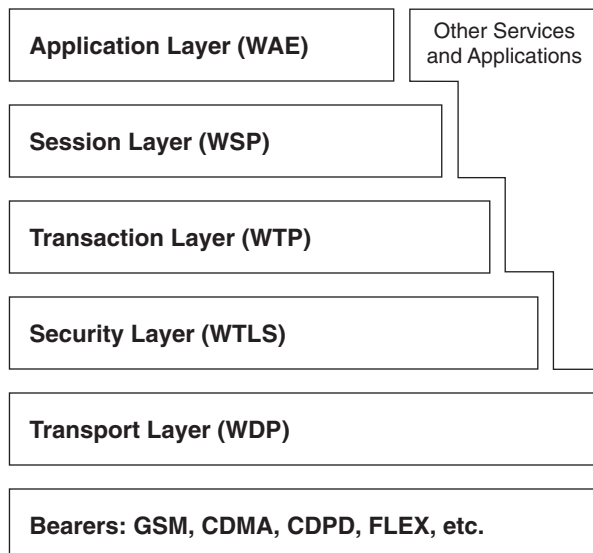 Application Layer (WAE)
Other Services
and Applications
Session Layer (WSP)
Transaction Layer (WTP)
Security Layer (WTLS)
Transport Layer (WDP)
Bearers: GSM, CDMA, CDPD, FLEX, etc.